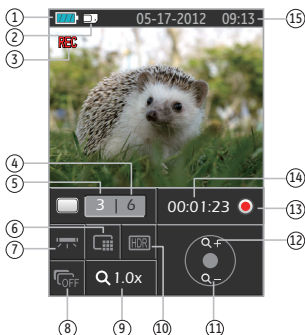 ① 05-17-2012 09:13 ⑮
②
③ REC
④
⑤ ⑭
3 | 6 00:01:23 ⑬
⑥
⑦ HDR + ⑫
OFF 1.0x −
⑧ ⑨ ⑩ ⑪